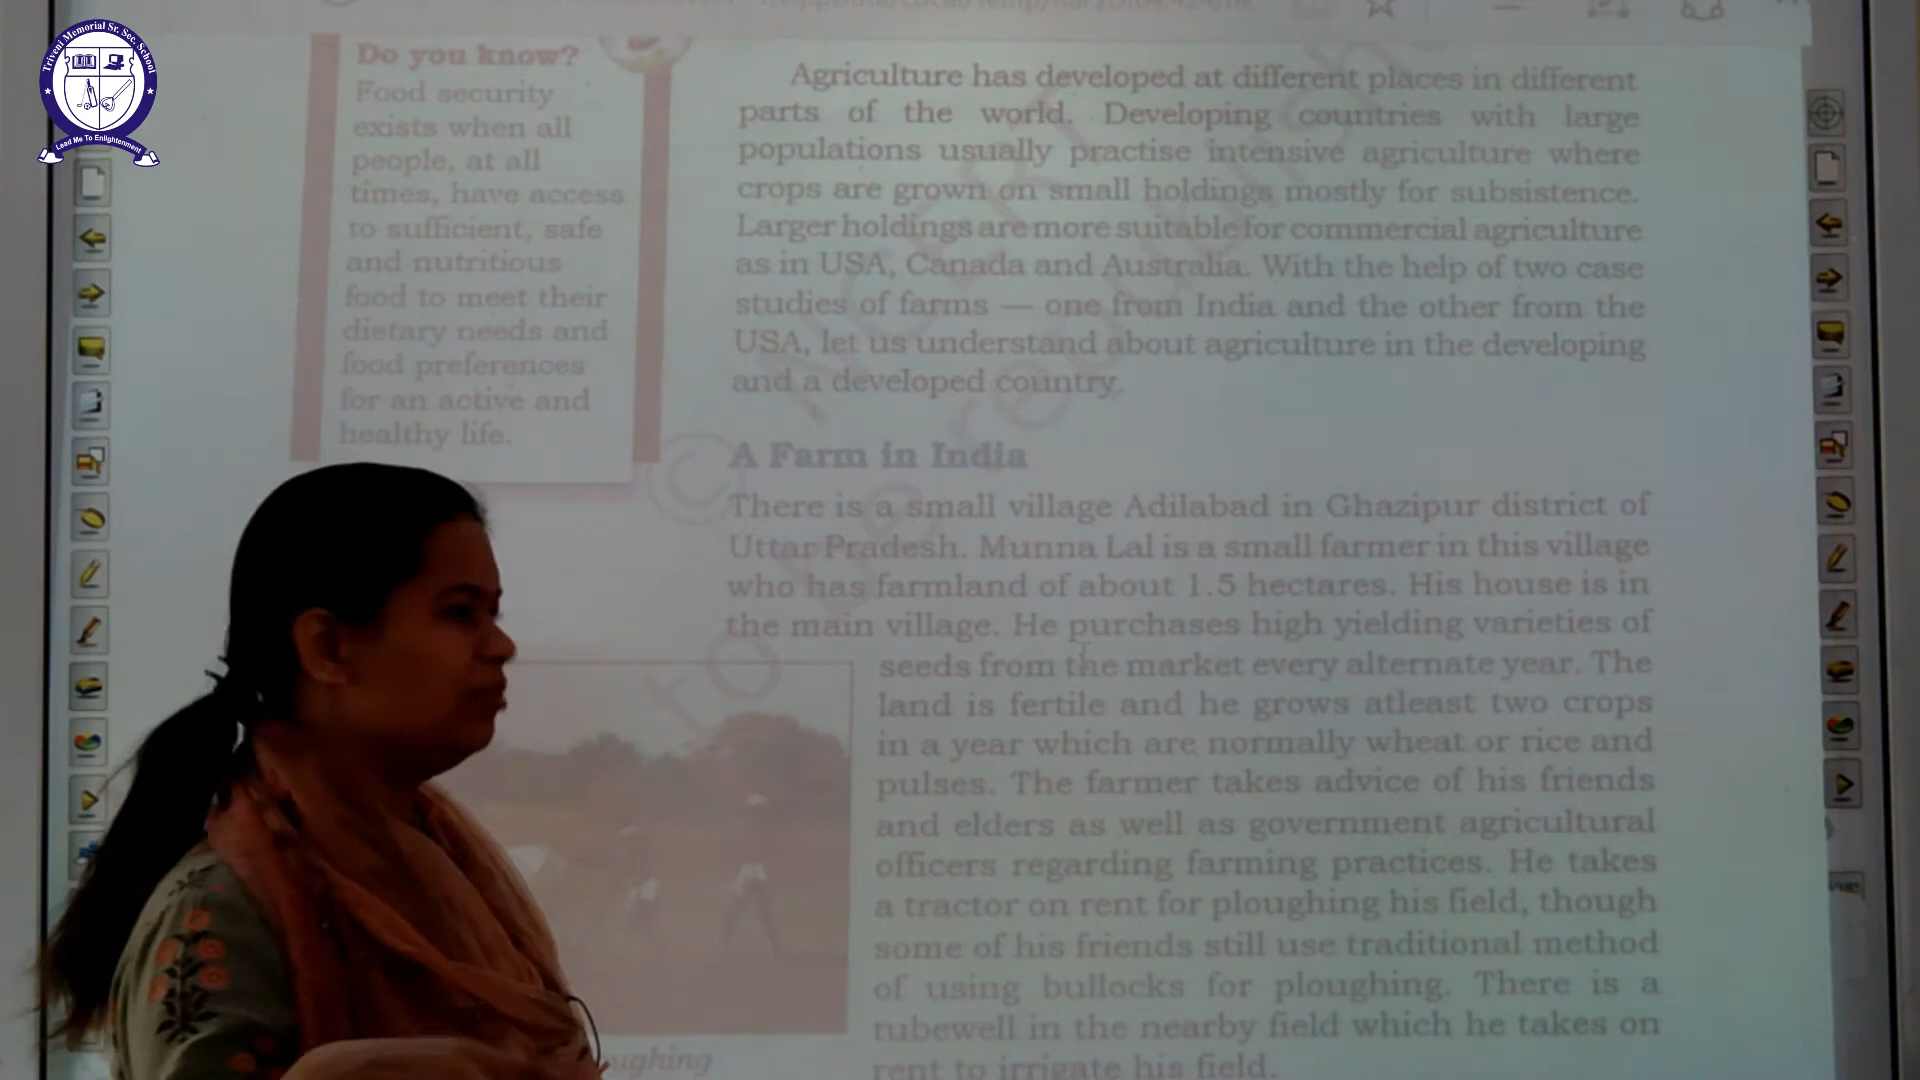 Triveni Memorial Sr. Sec. School
Lead Me To Enlightenment
Do you know?
Food security
exists when all
people, at all
times, have access
to sufficient, safe
and nutritious
food to meet their
dietary needs and
food preferences
for an active and
healthy life.
Agriculture has developed at different places in different
parts of the world. Developing countries with large
populations usually practise intensive agriculture where
crops are grown on small holdings mostly for subsistence.
Larger holdings are more suitable for commercial agriculture
as in USA, Canada and Australia. With the help of two case
studies of farms — one from India and the other from the
USA, let us understand about agriculture in the developing
and a developed country.
A Farm in India
There is a small village Adilabad in Ghazipur district of
Uttar Pradesh. Munna Lal is a small farmer in this village
who has farmland of about 1.5 hectares. His house is in
the main village. He purchases high yielding varieties of
seeds from the market every alternate year. The
land is fertile and he grows atleast two crops
in a year which are normally wheat or rice and
pulses. The farmer takes advice of his friends
and elders as well as government agricultural
officers regarding farming practices. He takes
a tractor on rent for ploughing his field, though
some of his friends still use traditional method
of using bullocks for ploughing. There is a
tubewell in the nearby field which he takes on
rent to irrigate his field.
© NCERT
to be republished